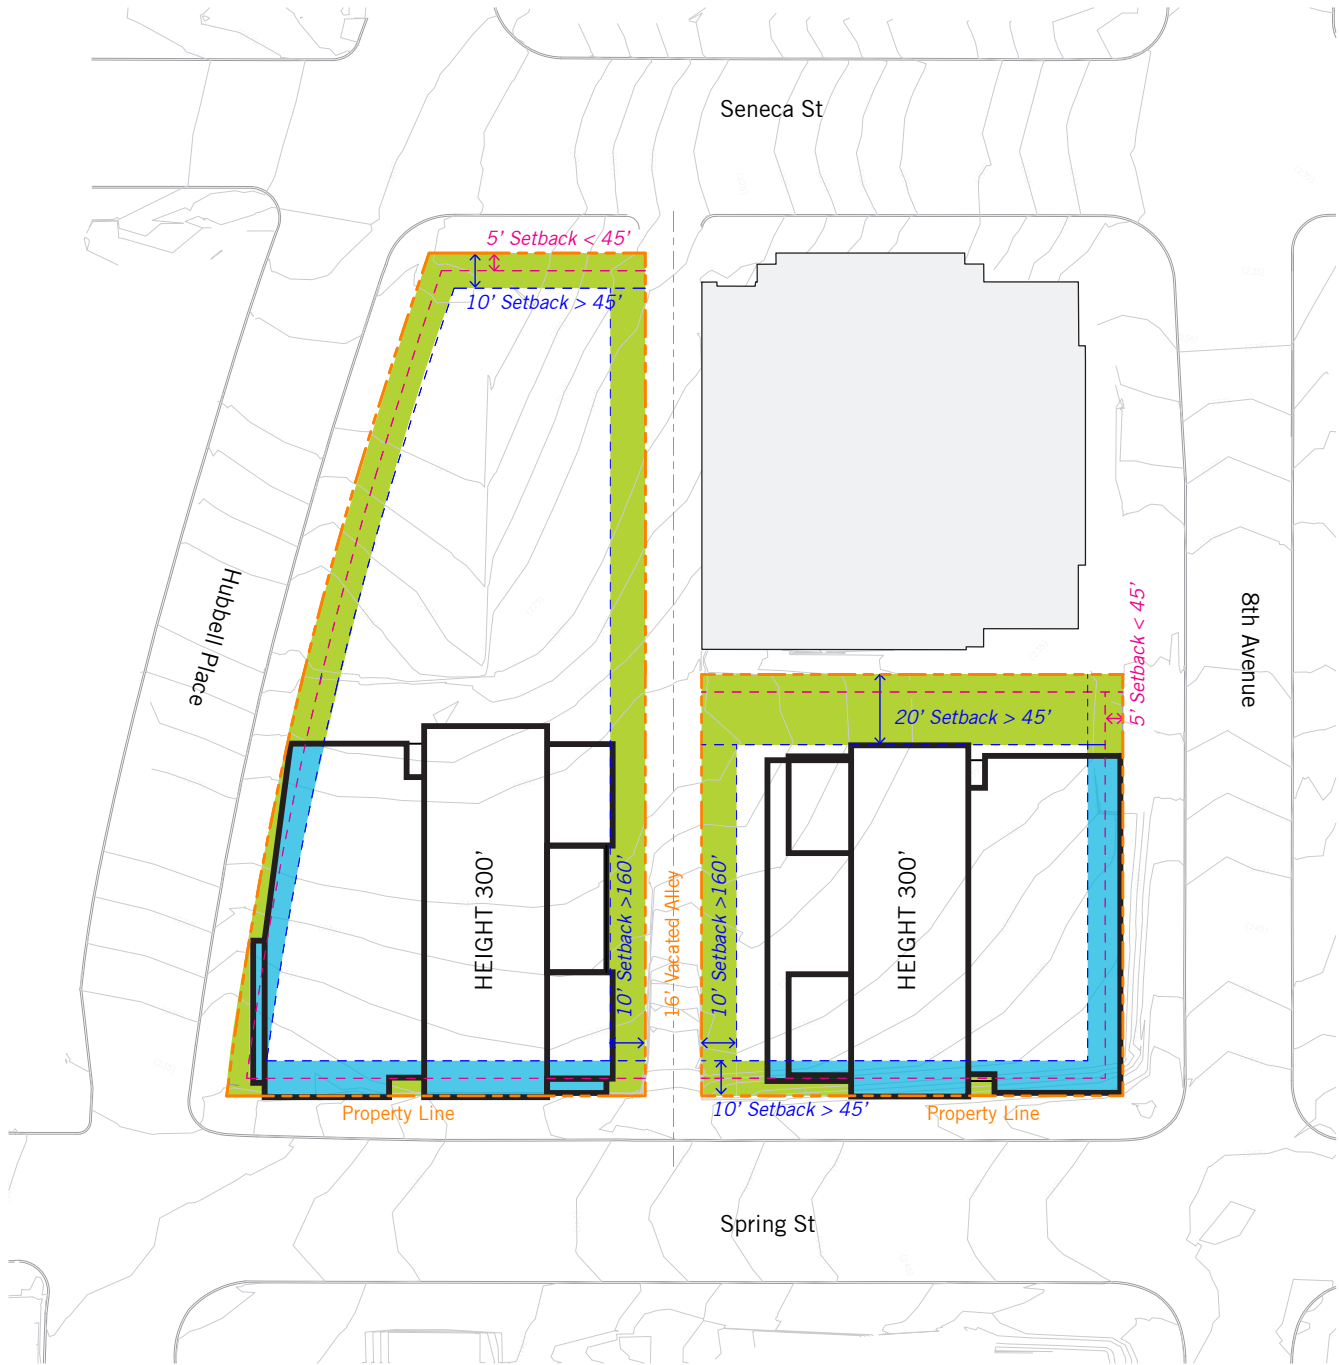 Seneca St
5’ Setback < 45’
10’ Setback > 45’
Hubbell Place
8th Avenue
5’ Setback < 45’
20’ Setback > 45’
HEIGHT 300’
10’ Setback >160’
16’ Vacated Alley
10’ Setback >160’
HEIGHT 300’
10’ Setback > 45’
Property Line
Property Line
Spring St